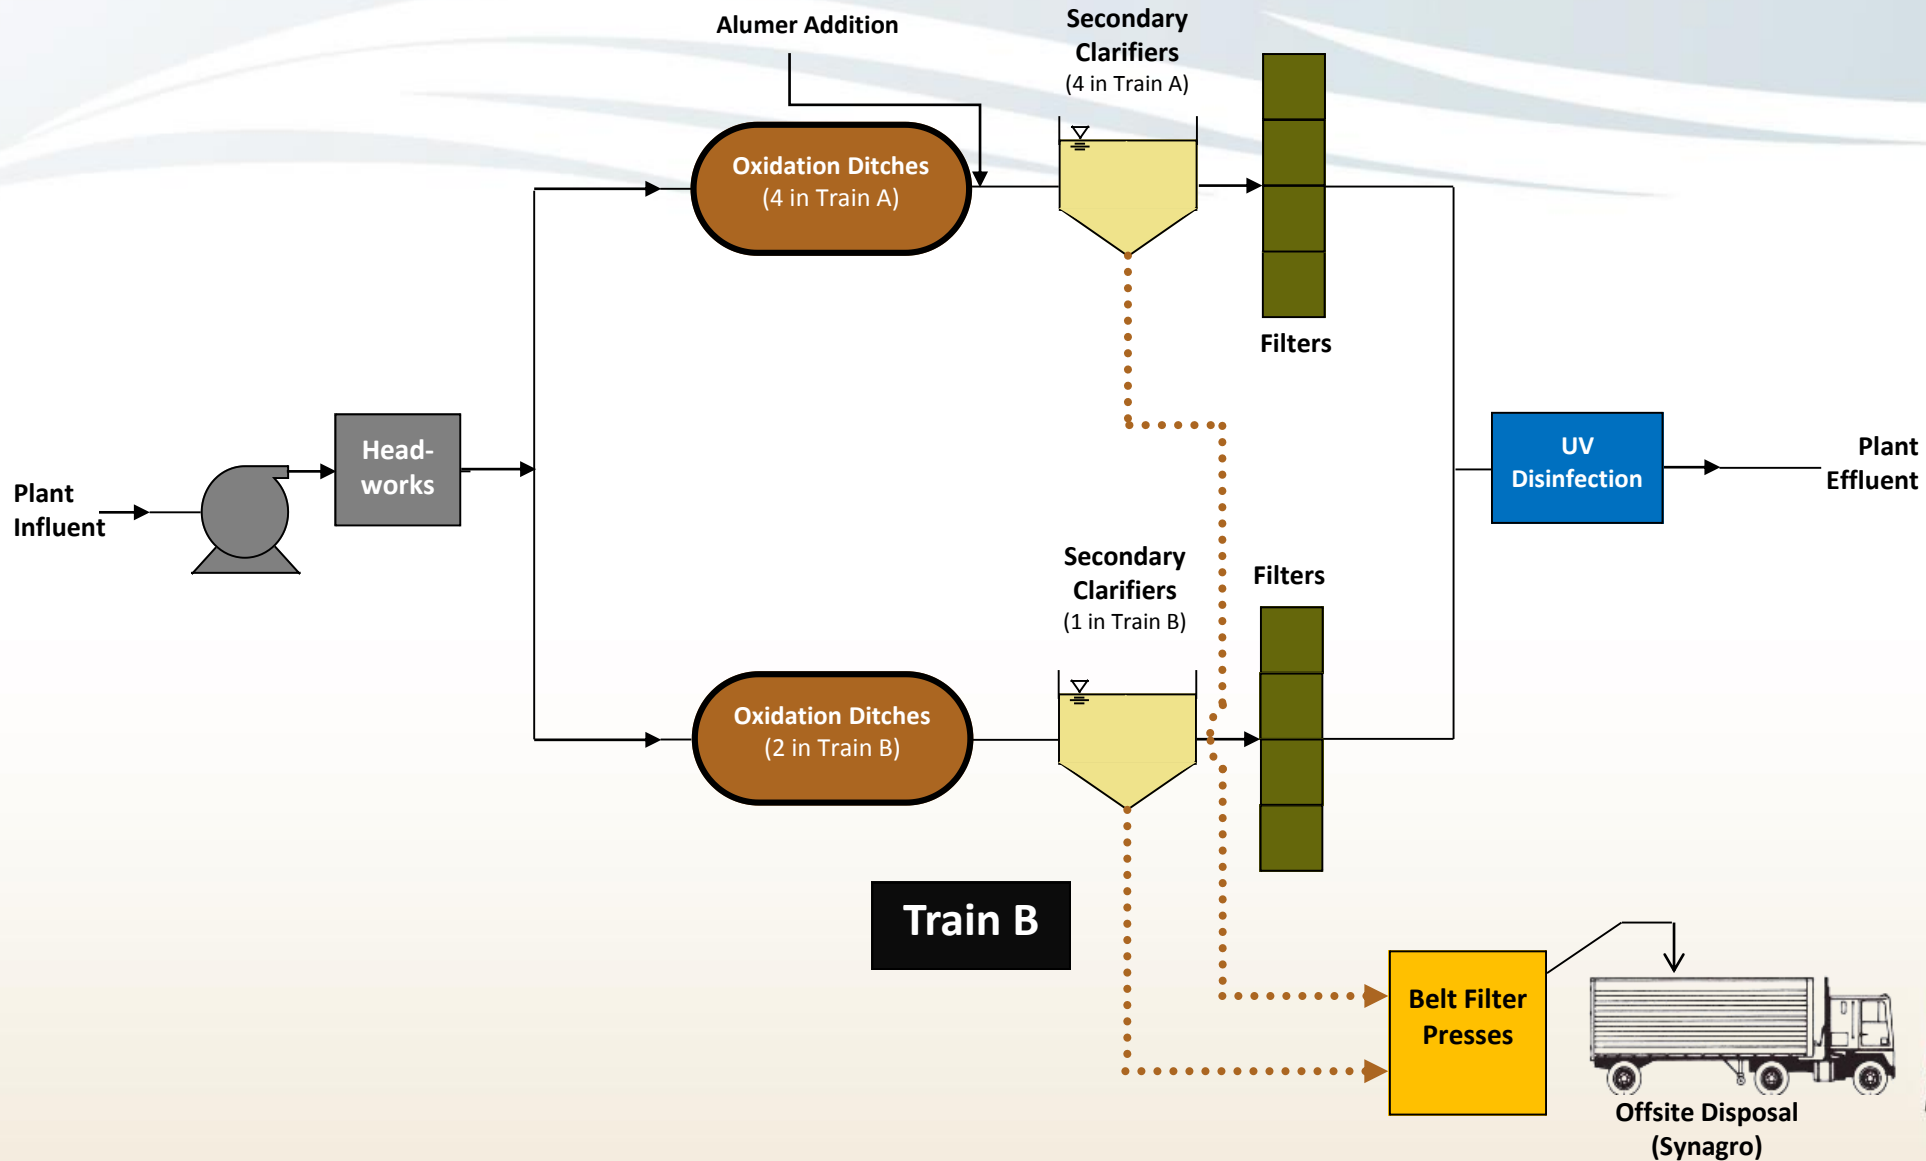 Alumer Addition
Secondary
Clarifiers
(4 in Train A)
Oxidation Ditches
(4 in Train A)
Filters
Head-
works
Plant
Influent
UV
Disinfection
Plant
Effluent
Secondary
Clarifiers
(1 in Train B)
Filters
Oxidation Ditches
(2 in Train B)
Train B
Belt Filter
Presses
Offsite Disposal
(Synagro)